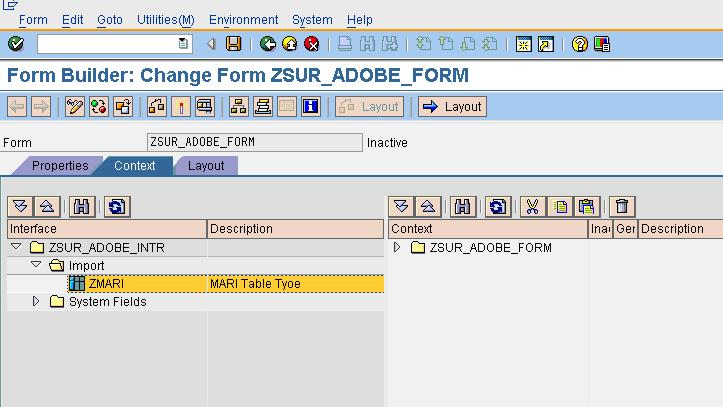 Form Edit Goto Utilities(M) Environment System Help
Form Builder: Change Form ZSUR_ADOBE_FORM
Layout Layout
Form ZSUR_ADOBE_FORM Inactive
Properties Context Layout
Interface Description Context Ina Ger Description
ZSUR_ADOBE_INTR ZSUR_ADOBE_FORM
Import
ZMARI MARI Table Tyoe
System Fields